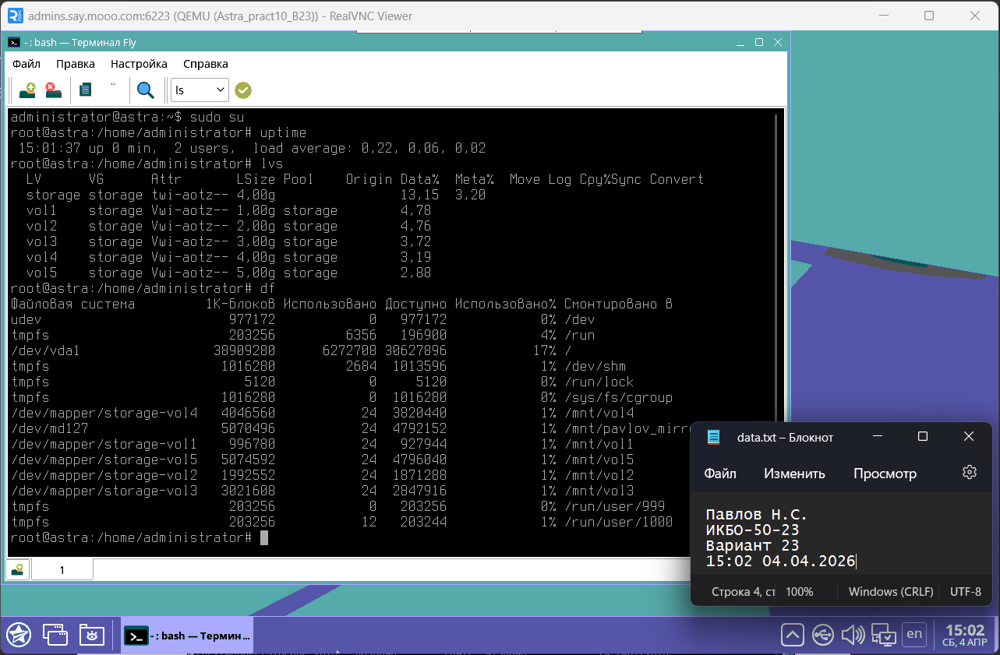 admins.say.mooo.com:6223 (QEMU (Astra_pract10_B23)) - RealVNC Viewer
- : bash — Терминал Fly
Файл Правка Настройка Справка
ls
administrator@astra:~$ sudo su
root@astra:/home/administrator# uptime
 15:01:37 up 0 min,  2 users,  load average: 0,22, 0,06, 0,02
root@astra:/home/administrator# lvs
  LV      VG      Attr       LSize Pool    Origin Data%  Meta%  Move Log Cpy%Sync Convert
  storage storage twi-aotz-- 4,00g                13,15  3,20
  vol1    storage Vwi-aotz-- 1,00g storage        4,78
  vol2    storage Vwi-aotz-- 2,00g storage        4,76
  vol3    storage Vwi-aotz-- 3,00g storage        3,72
  vol4    storage Vwi-aotz-- 4,00g storage        3,19
  vol5    storage Vwi-aotz-- 5,00g storage        2,88
root@astra:/home/administrator# df
Файловая система         1K-блоков Использовано Доступно Использовано% Смонтировано в
udev                        977172            0   977172            0% /dev
tmpfs                       203256         6356   196900            4% /run
/dev/vda1                 38909280      6272708 30627896           17% /
tmpfs                      1016280         2684  1013596            1% /dev/shm
tmpfs                         5120            0     5120            0% /run/lock
tmpfs                      1016280            0  1016280            0% /sys/fs/cgroup
/dev/mapper/storage-vol4   4046560           24  3820440            1% /mnt/vol4
/dev/md127                 5070496           24  4792152            1% /mnt/pavlov_mirr
/dev/mapper/storage-vol1    996780           24   927944            1% /mnt/vol1
/dev/mapper/storage-vol5   5074592           24  4796040            1% /mnt/vol5
/dev/mapper/storage-vol2   1992552           24  1871288            1% /mnt/vol2
/dev/mapper/storage-vol3   3021608           24  2847916            1% /mnt/vol3
tmpfs                       203256            0   203256            0% /run/user/999
tmpfs                       203256           12   203244            1% /run/user/1000
root@astra:/home/administrator#
1
data.txt – Блокнот
Файл Изменить Просмотр
Павлов Н.С.
ИКБО-50-23
Вариант 23
15:02 04.04.2026
Строка 4, ст 100% Windows (CRLF) UTF-8
- : bash — Термин...
en
15:02
СБ, 4 АПР